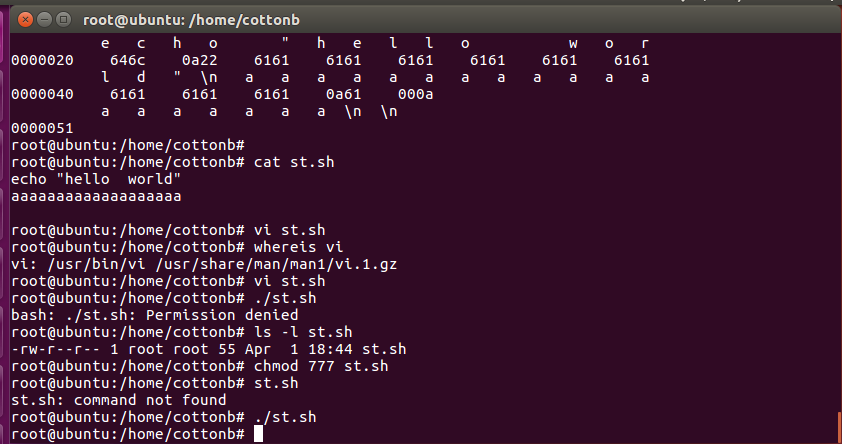 root@ubuntu: /home/cottonb
e c h o " h e l l o w o r
0000020 646c 0a22 6161 6161 6161 6161 6161 6161
l d " \n a a a a a a a a a a a a
0000040 6161 6161 6161 0a61 000a
a a a a a a a \n \n
0000051
root@ubuntu:/home/cottonb#
root@ubuntu:/home/cottonb# cat st.sh
echo "hello  world"
aaaaaaaaaaaaaaaaaaa
root@ubuntu:/home/cottonb# vi st.sh
root@ubuntu:/home/cottonb# whereis vi
vi: /usr/bin/vi /usr/share/man/man1/vi.1.gz
root@ubuntu:/home/cottonb# vi st.sh
root@ubuntu:/home/cottonb# ./st.sh
bash: ./st.sh: Permission denied
root@ubuntu:/home/cottonb# ls -l st.sh
-rw-r--r-- 1 root root 55 Apr  1 18:44 st.sh
root@ubuntu:/home/cottonb# chmod 777 st.sh
root@ubuntu:/home/cottonb# st.sh
st.sh: command not found
root@ubuntu:/home/cottonb# ./st.sh
root@ubuntu:/home/cottonb#